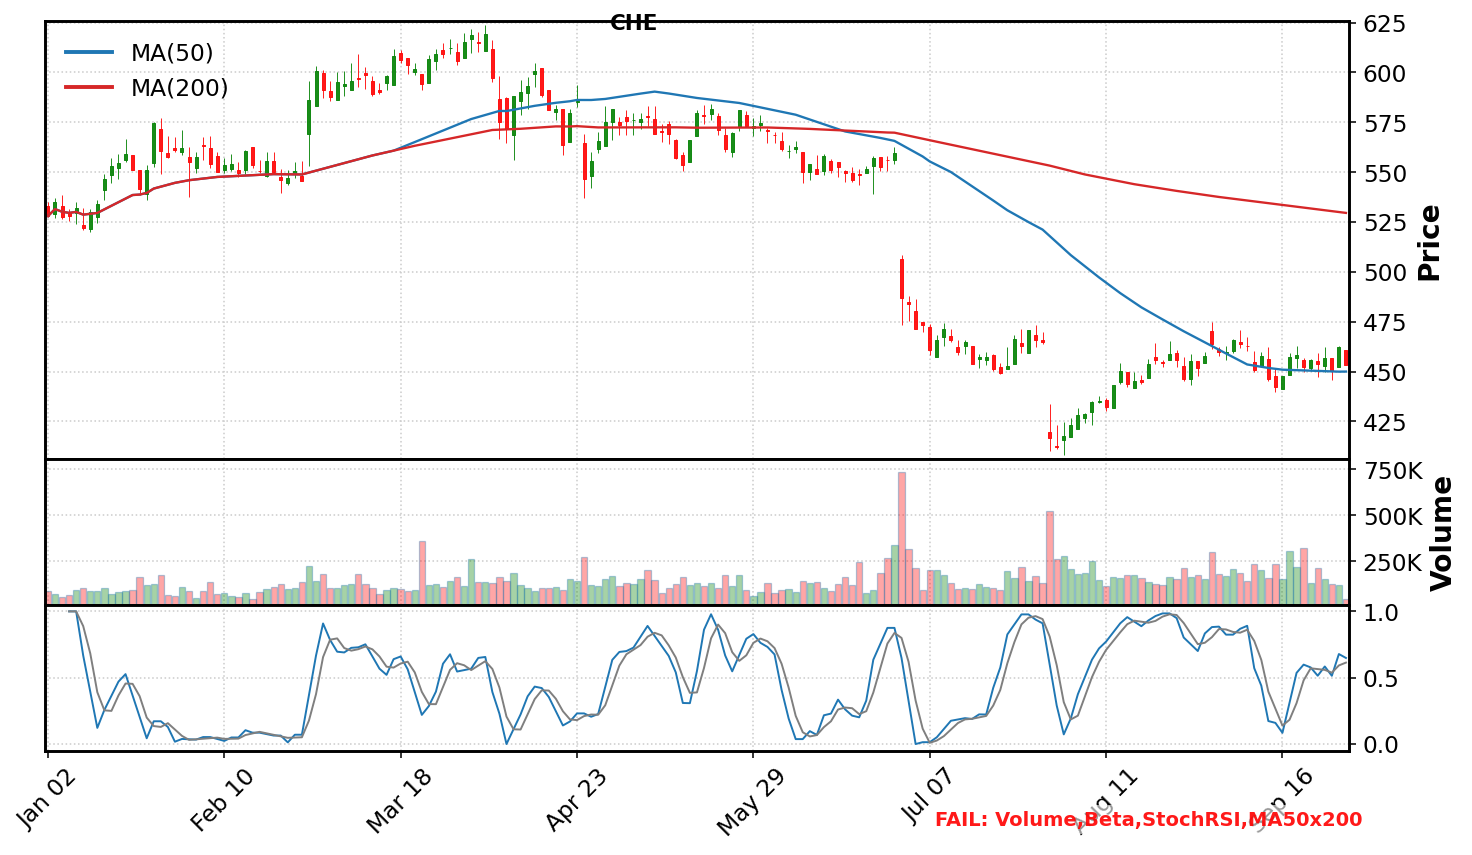 CHE
MA(50)
MA(200)
625
600
575
550
525
500
475
450
425
Price
750K
500K
250K
Volume
1.0
0.5
0.0
Jan 02
Feb 10
Mar 18
Apr 23
May 29
Jul 07
Aug 11
Sep 16
FAIL: Volume,Beta,StochRSI,MA50x200